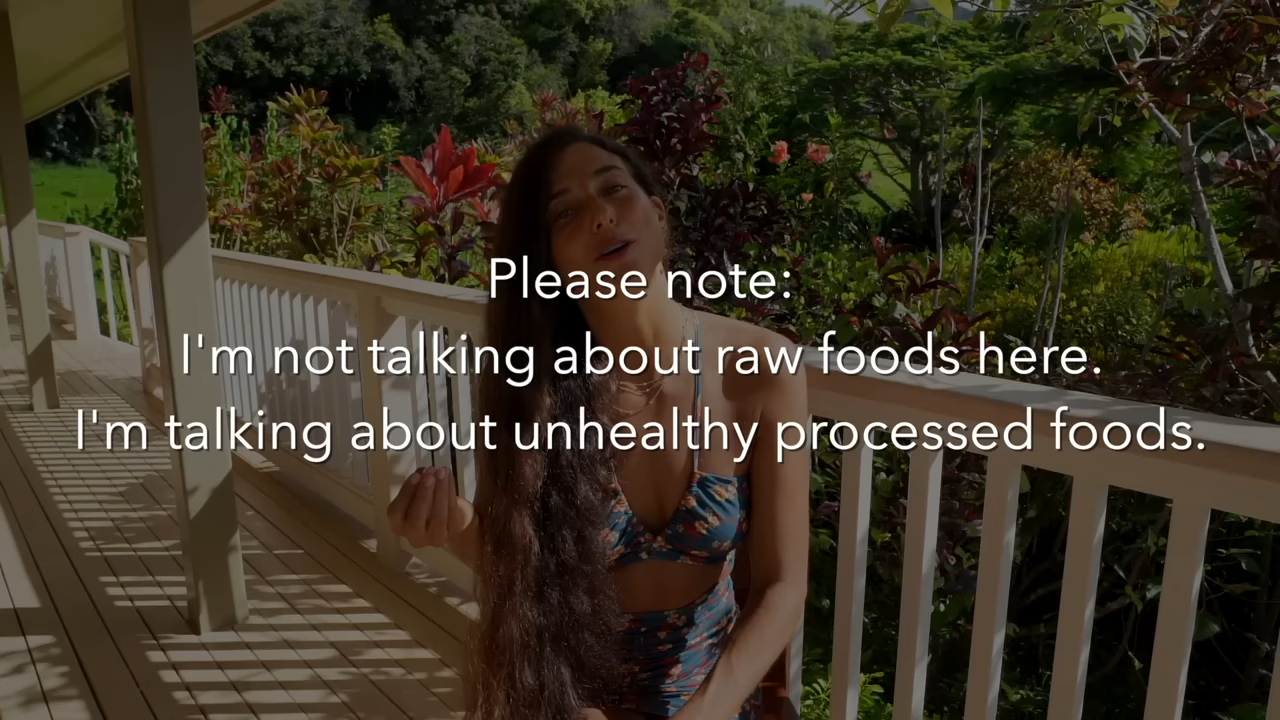 Please note:
I'm not talking about raw foods here.
I'm talking about unhealthy processed foods.